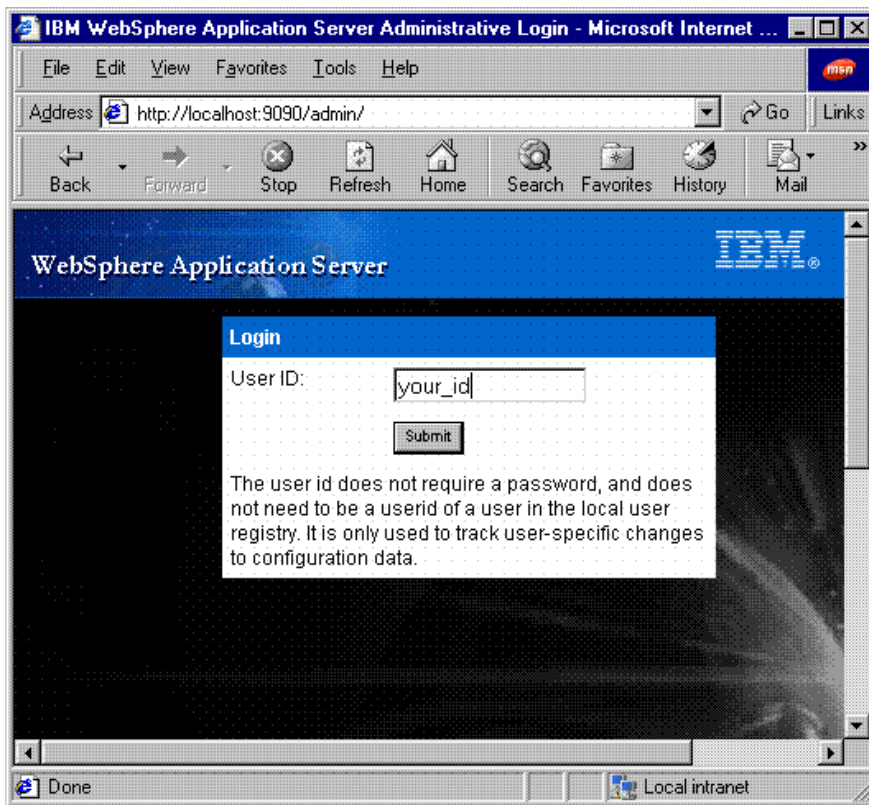 IBM WebSphere Application Server Administrative Login - Microsoft Internet ...
File Edit View Favorites Tools Help
msn
Address http://localhost:9090/admin/ Go Links
Back Forward Stop Refresh Home Search Favorites History Mail »
WebSphere Application Server
IBM®
Login
User ID: your_id
Submit
The user id does not require a password, and does
not need to be a userid of a user in the local user
registry. It is only used to track user-specific changes
to configuration data.
Done Local intranet